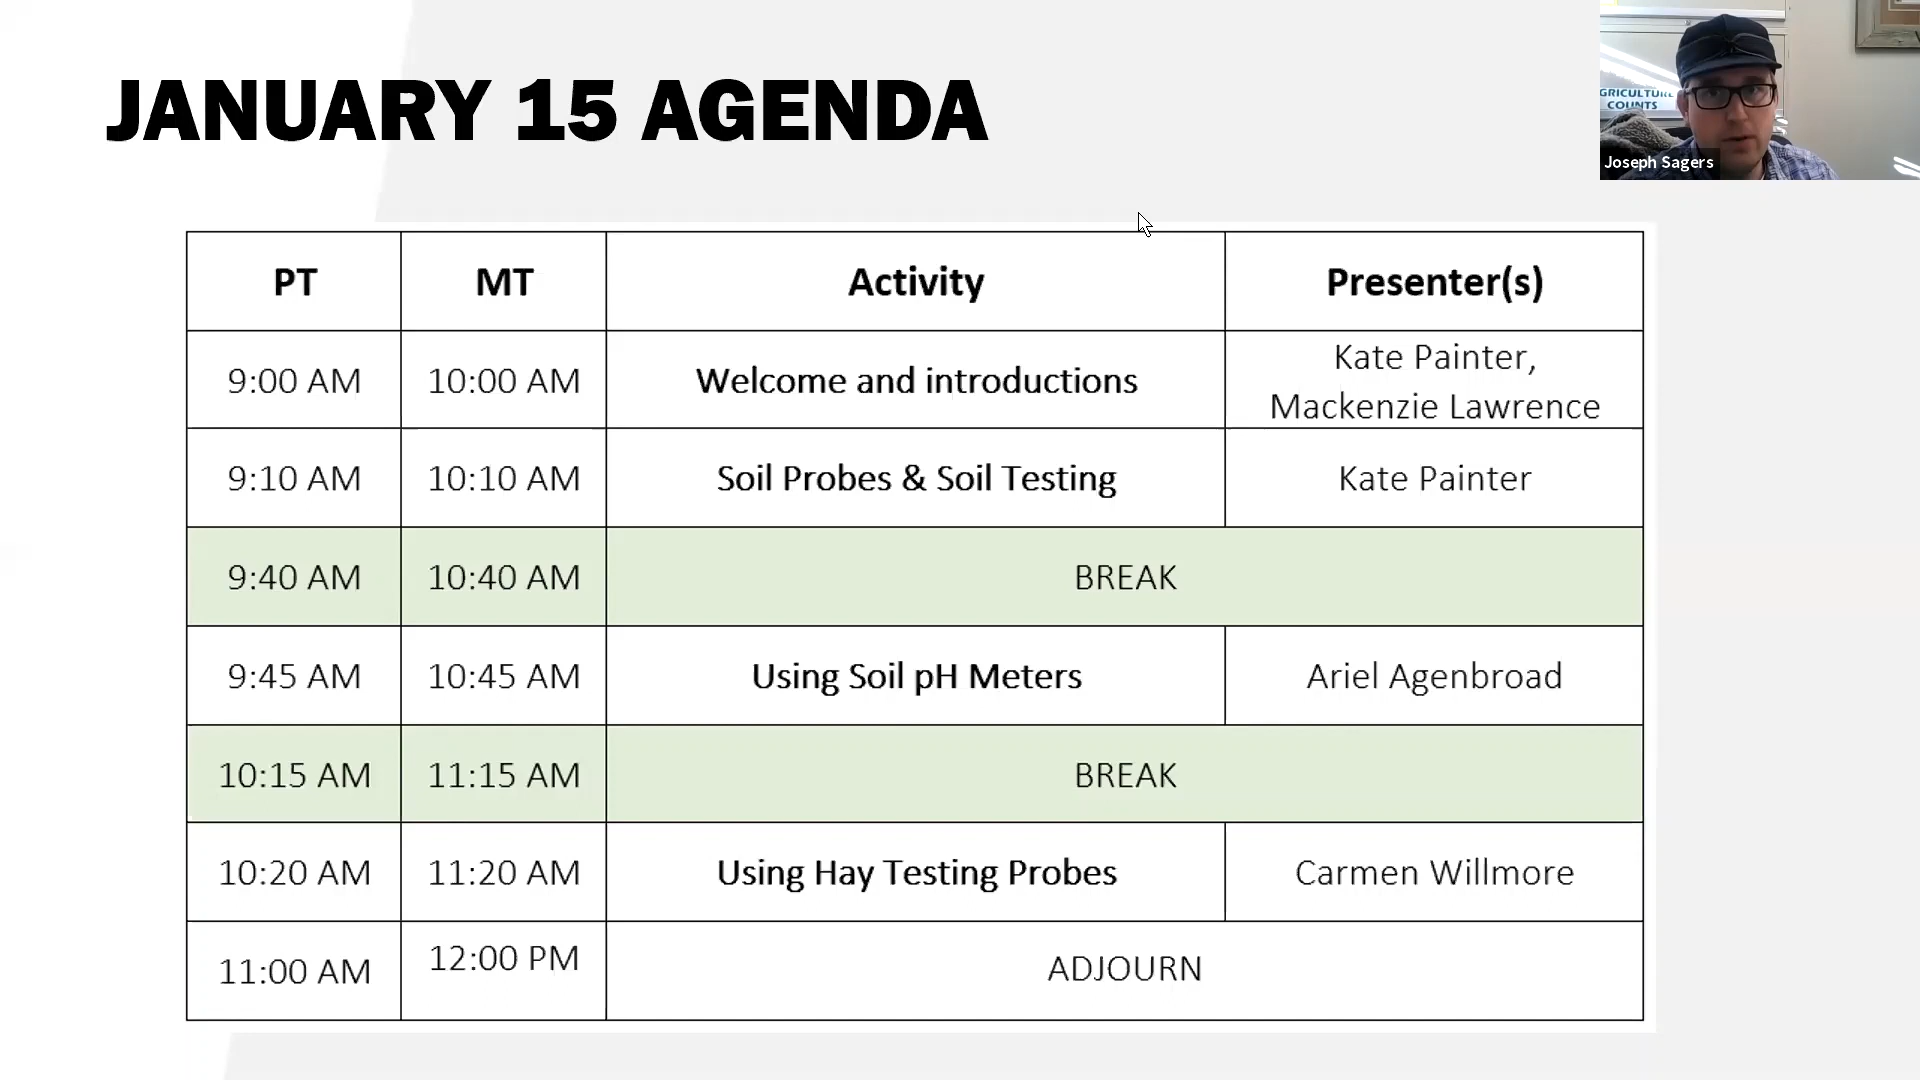 JANUARY 15 AGENDA
GRICULTURE
COUNTS
Joseph Sagers
PT MT Activity Presenter(s)
9:00 AM 10:00 AM Welcome and introductions Kate Painter,
Mackenzie Lawrence
9:10 AM 10:10 AM Soil Probes & Soil Testing Kate Painter
9:40 AM 10:40 AM BREAK
9:45 AM 10:45 AM Using Soil pH Meters Ariel Agenbroad
10:15 AM 11:15 AM BREAK
10:20 AM 11:20 AM Using Hay Testing Probes Carmen Willmore
11:00 AM 12:00 PM ADJOURN